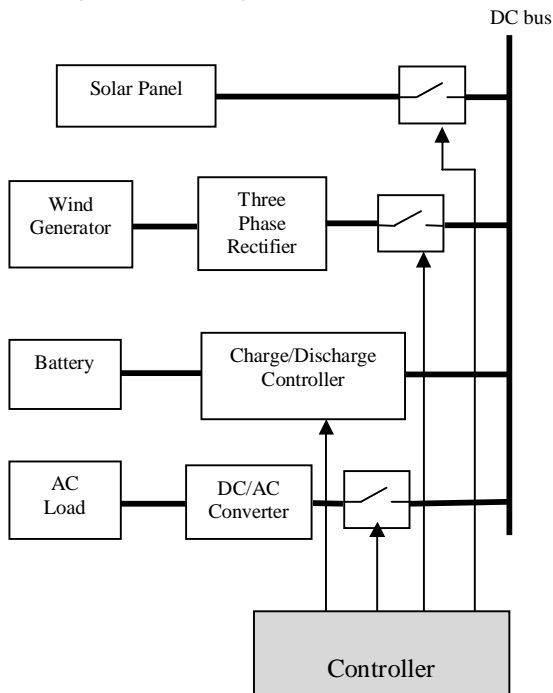 DC bus
Solar Panel
Wind
Generator
Three
Phase
Rectifier
Battery
Charge/Discharge
Controller
AC
Load
DC/AC
Converter
Controller